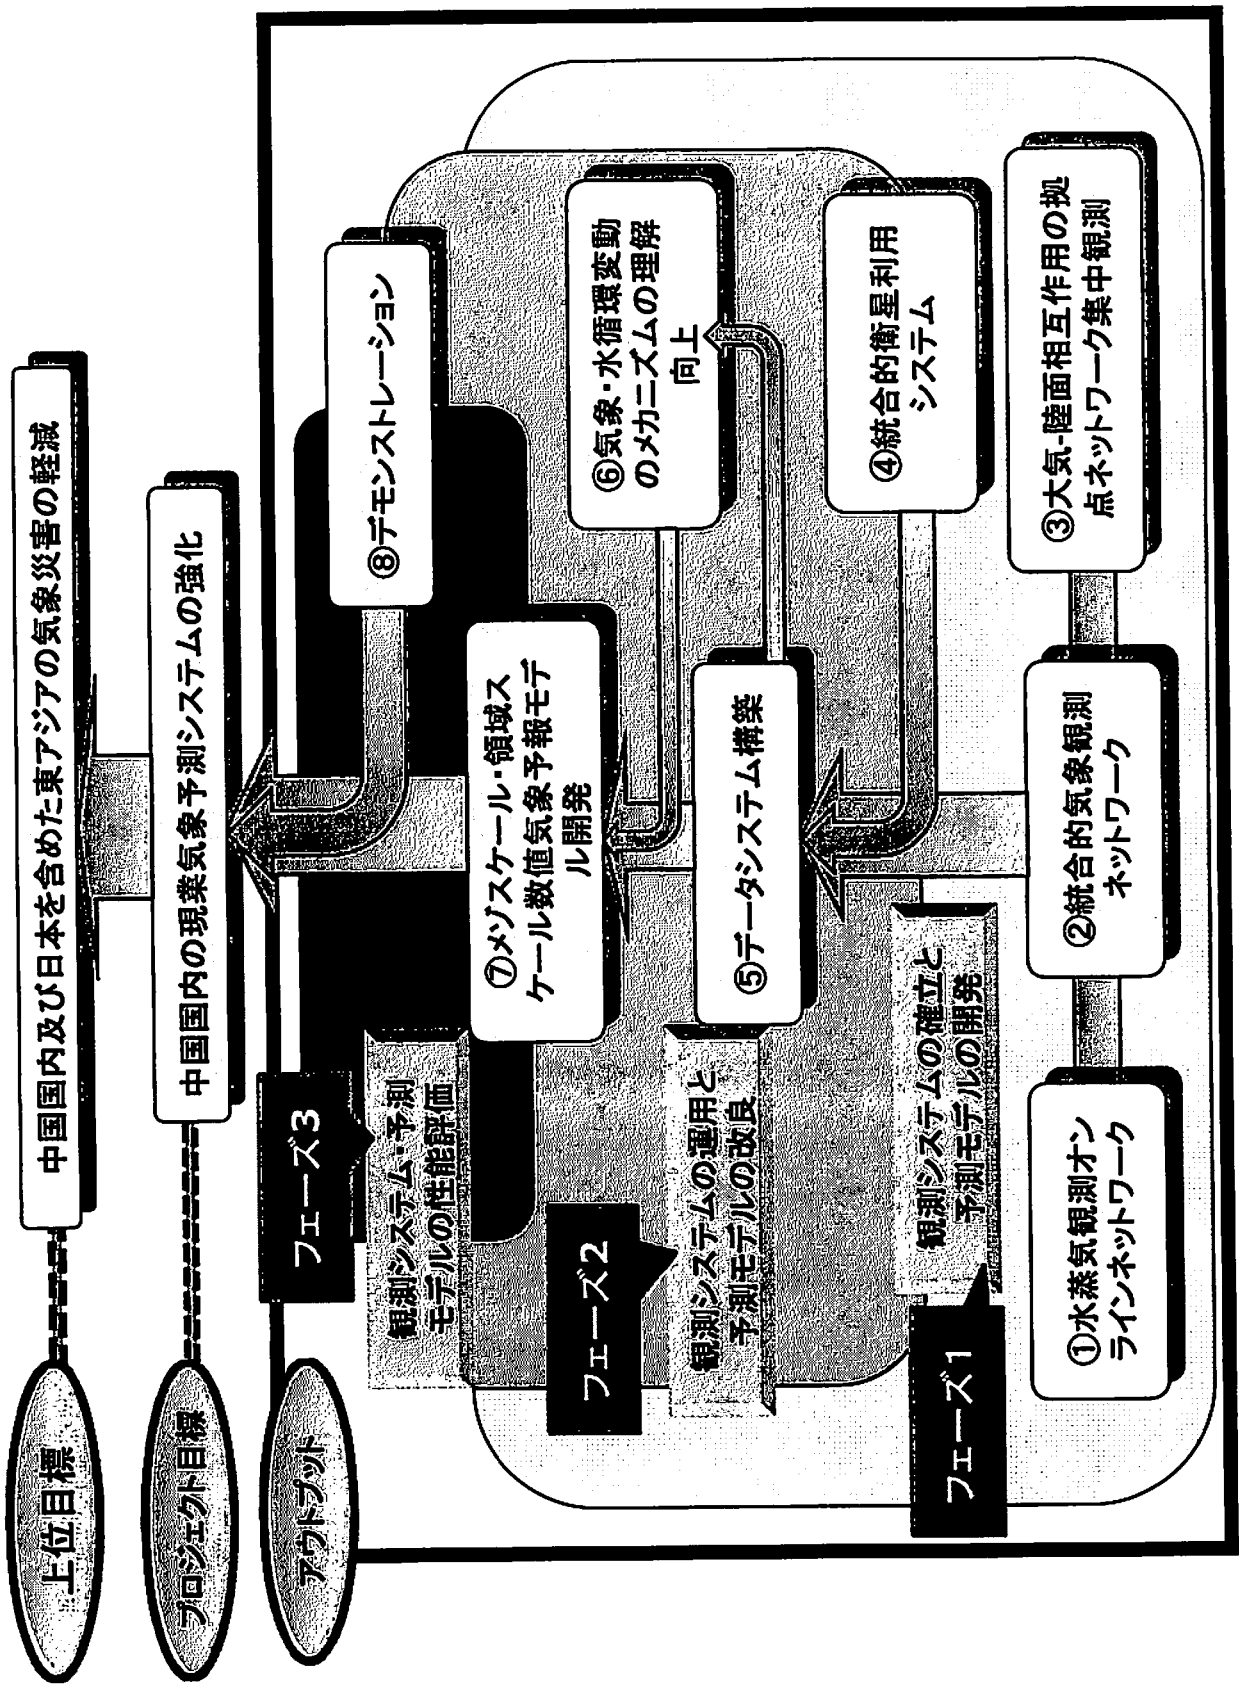 上位目標
中国国内及び日本を含めた東アジアの気象災害の軽減
プロジェクト目標
中国国内の現業気象予測システムの強化
アウトプット
フェーズ3
観測システム・予測
モデルの性能評価
⑧デモンストレーション
⑦メソスケール・領域ス
ケール数値気象予報モデ
ル開発
⑥気象・水循環変動
のメカニズムの理解
向上
フェーズ2
観測システムの運用と
予測モデルの改良
⑤データシステム構築
④統合的衛星利用
システム
フェーズ1
観測システムの確立と
予測モデルの開発
①水蒸気観測オン
ラインネットワーク
②統合的気象観測
ネットワーク
③大気-陸面相互作用の拠
点ネットワーク集中観測